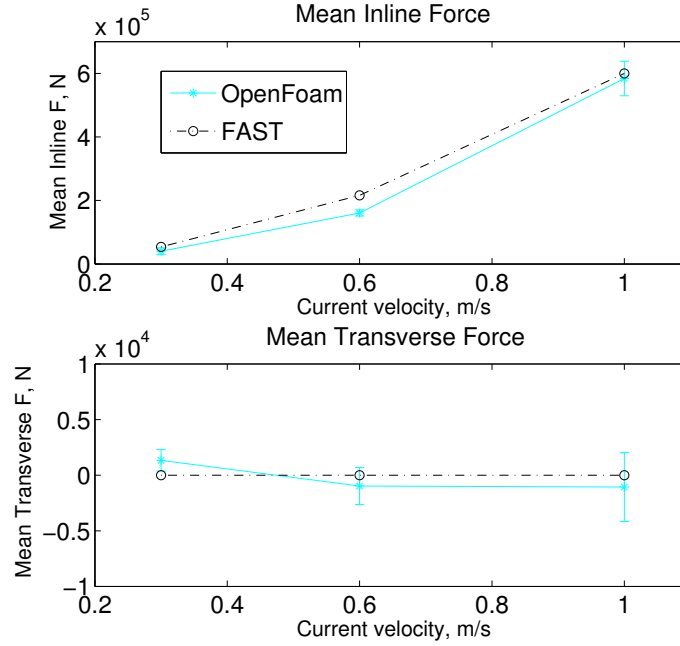 Mean Inline Force
x 10^5
Mean Inline F, N
6
4
2
0
OpenFoam
FAST
0.2 0.4 0.6 0.8 1
Current velocity, m/s
Mean Transverse Force
x 10^4
Mean Transverse F, N
1
0.5
0
−0.5
−1
0.2 0.4 0.6 0.8 1
Current velocity, m/s